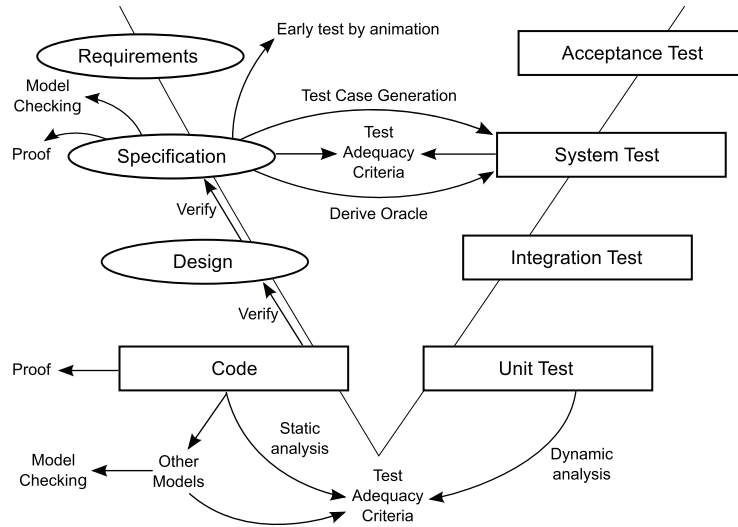 Early test by animation
Requirements
Acceptance Test
Model
Checking
Test Case Generation
Proof
Specification
Test
Adequacy
Criteria
System Test
Verify
Derive Oracle
Design
Integration Test
Verify
Proof
Code
Unit Test
Static
analysis
Model
Checking
Other
Models
Test
Adequacy
Criteria
Dynamic
analysis